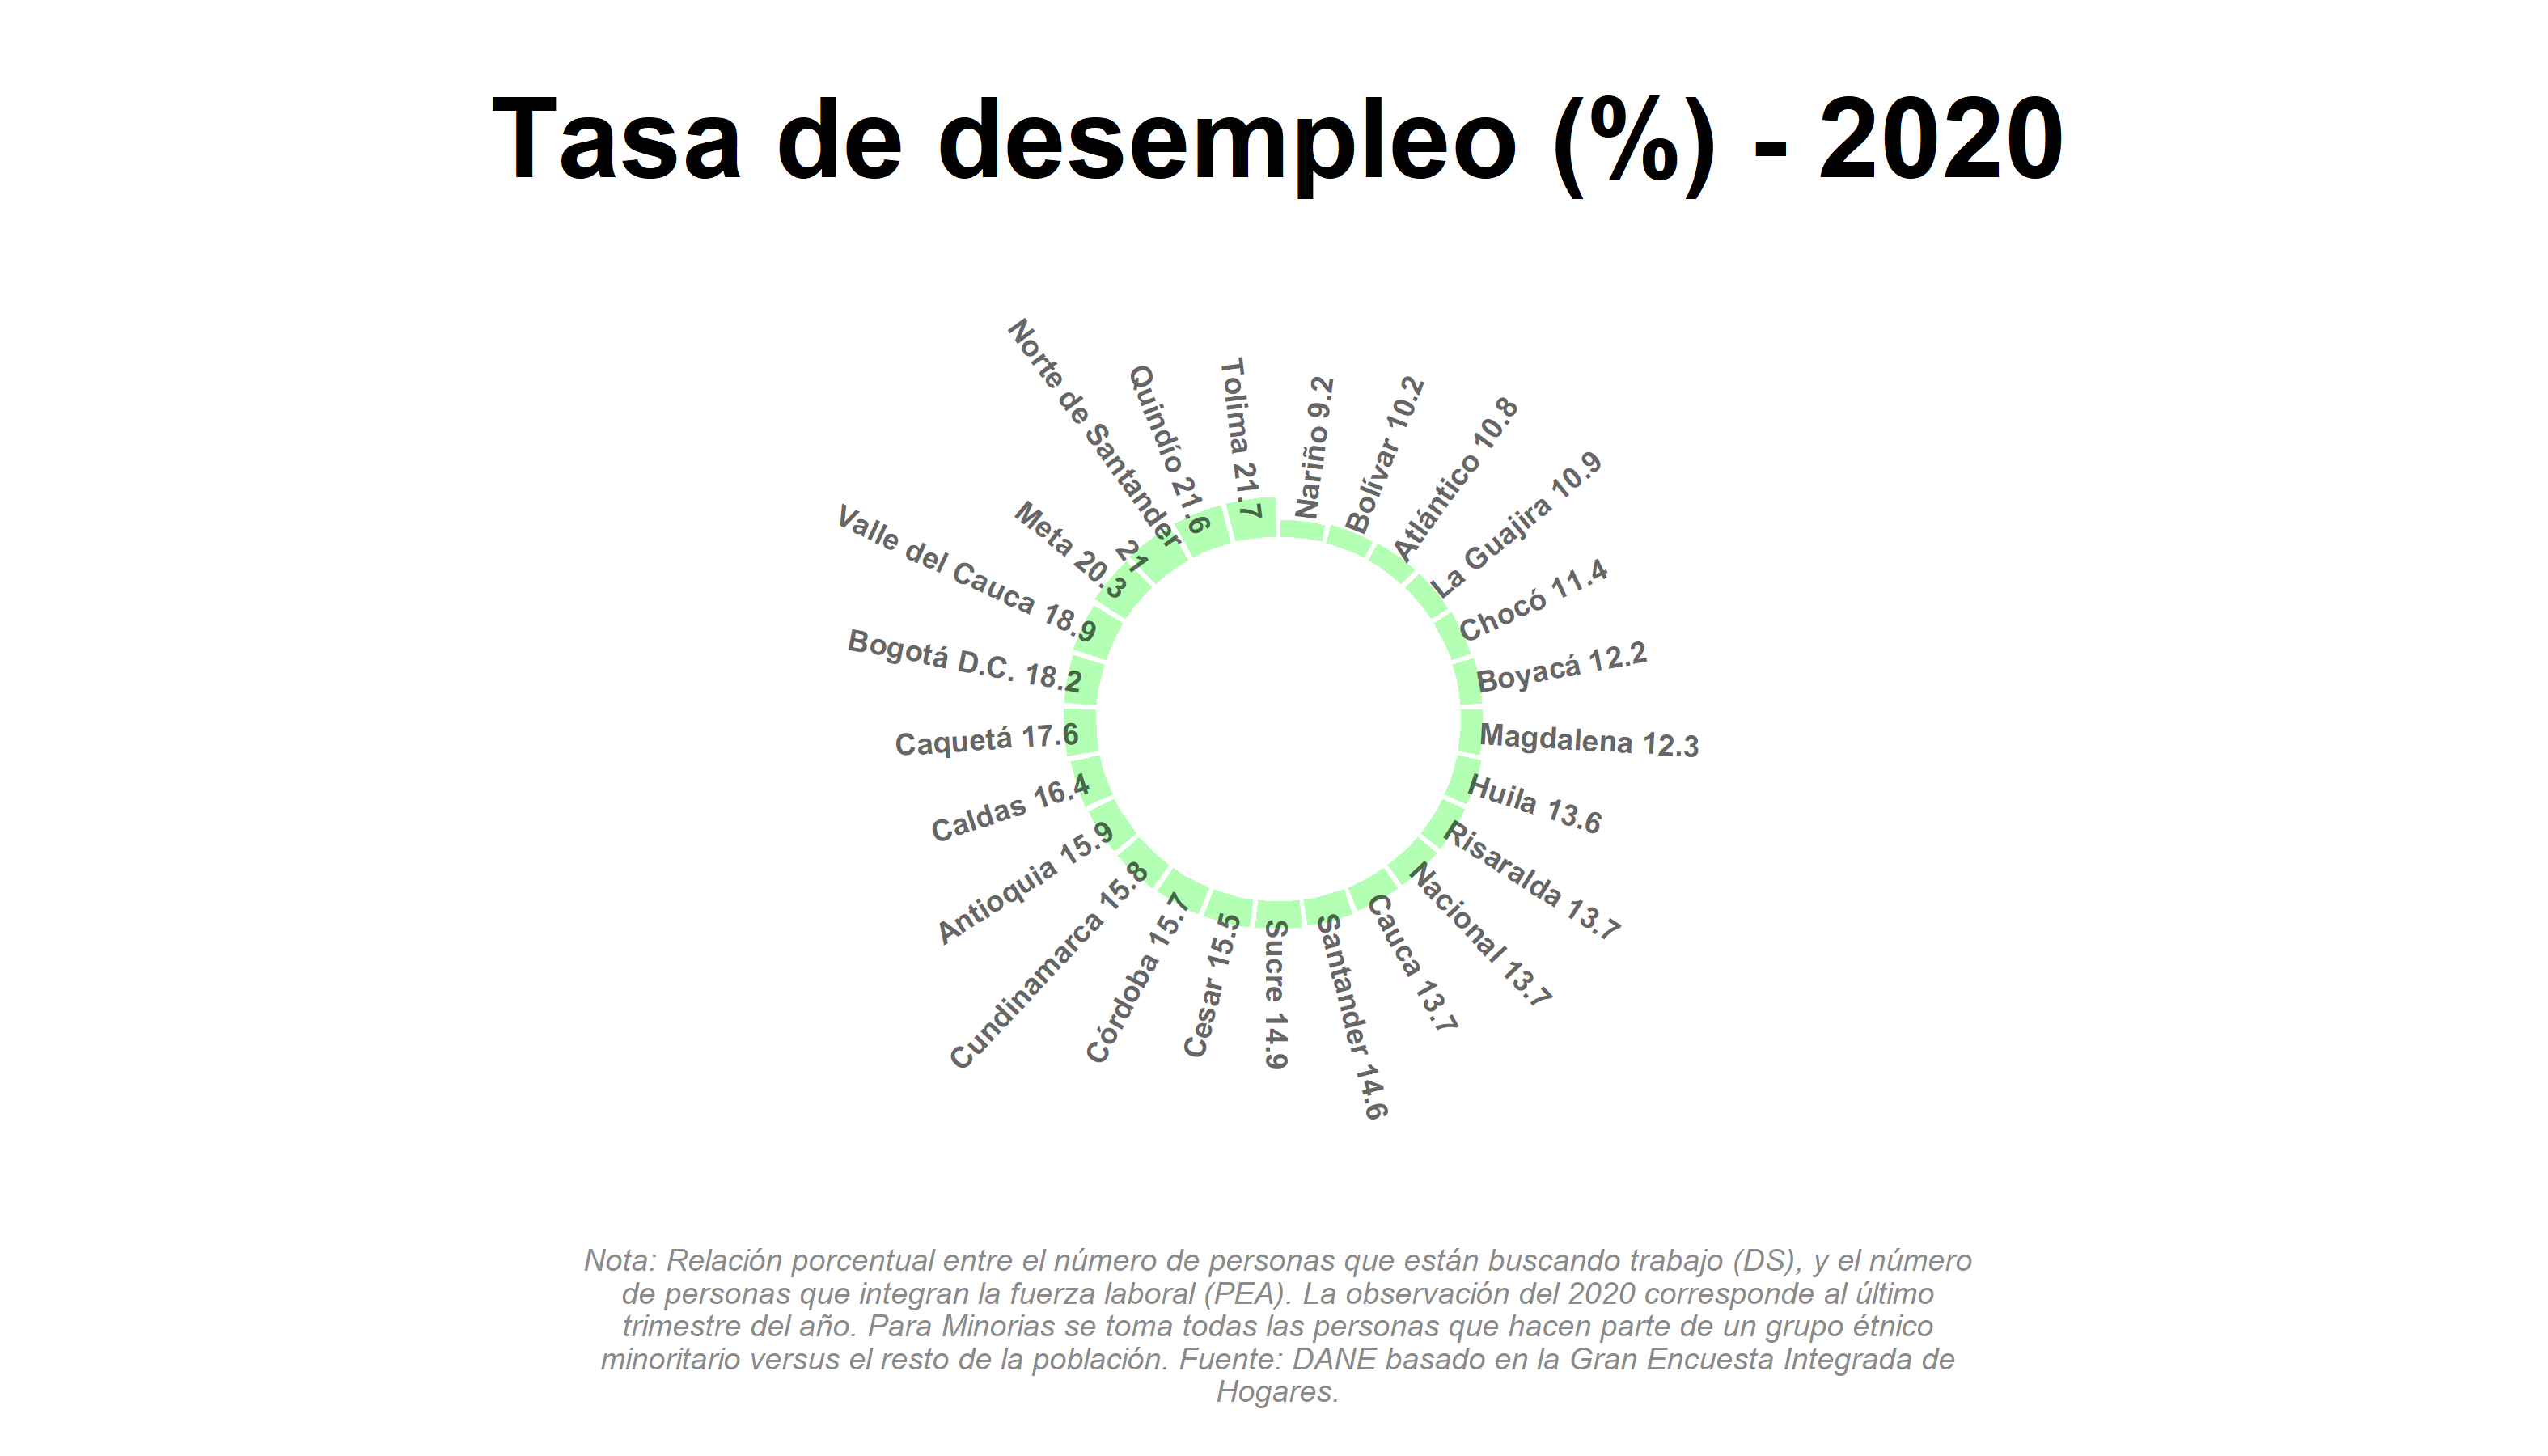 Tasa de desempleo (%) - 2020
Nariño 9.2
Bolívar 10.2
Atlántico 10.8
La Guajira 10.9
Chocó 11.4
Boyacá 12.2
Magdalena 12.3
Huila 13.6
Risaralda 13.7
Nacional 13.7
Cauca 13.7
Santander 14.6
Sucre 14.9
Cesar 15.5
Córdoba 15.7
Cundinamarca 15.8
Antioquia 15.9
Caldas 16.4
Caquetá 17.6
Bogotá D.C. 18.2
Valle del Cauca 18.9
Meta 20.3
Norte de Santander
21
Quindío 21.6
Tolima 21.7
Nota: Relación porcentual entre el número de personas que están buscando trabajo (DS), y el número
de personas que integran la fuerza laboral (PEA). La observación del 2020 corresponde al último
trimestre del año. Para Minorias se toma todas las personas que hacen parte de un grupo étnico
minoritario versus el resto de la población. Fuente: DANE basado en la Gran Encuesta Integrada de
Hogares.